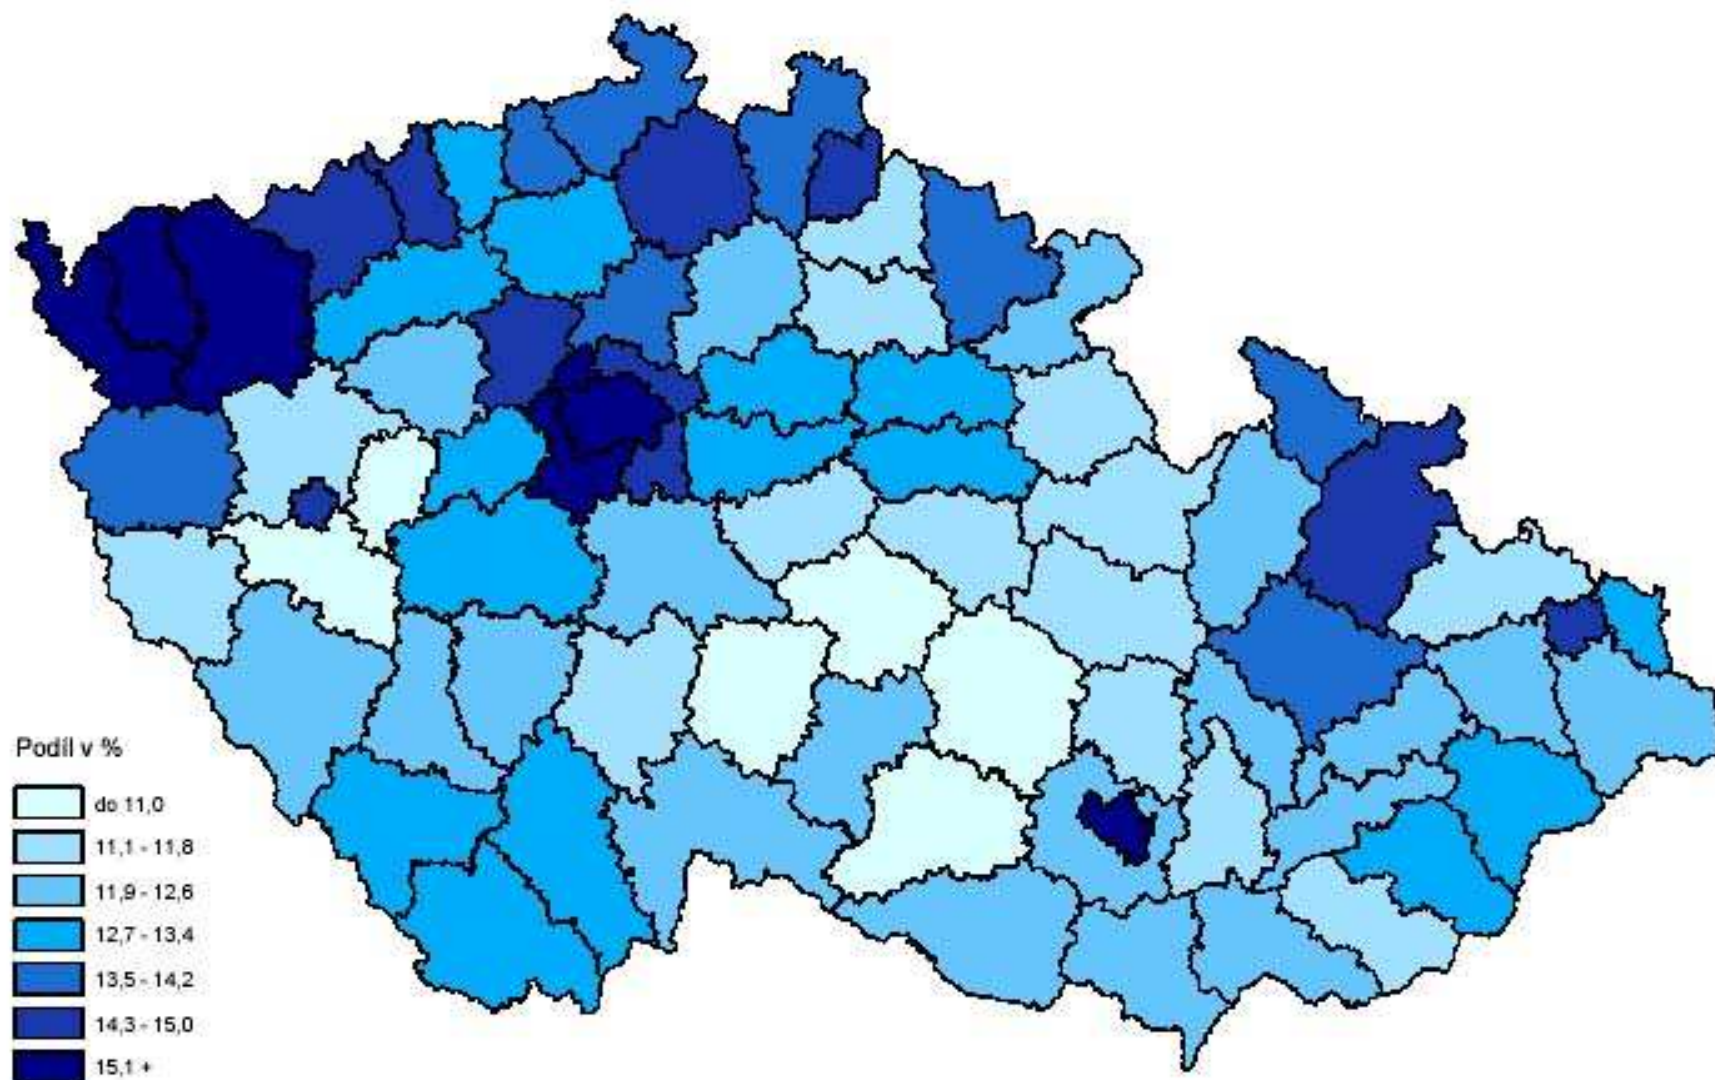 Podíl v %
do 11,0
11,1 - 11,8
11,9 - 12,6
12,7 - 13,4
13,5 - 14,2
14,3 - 15,0
15,1 +